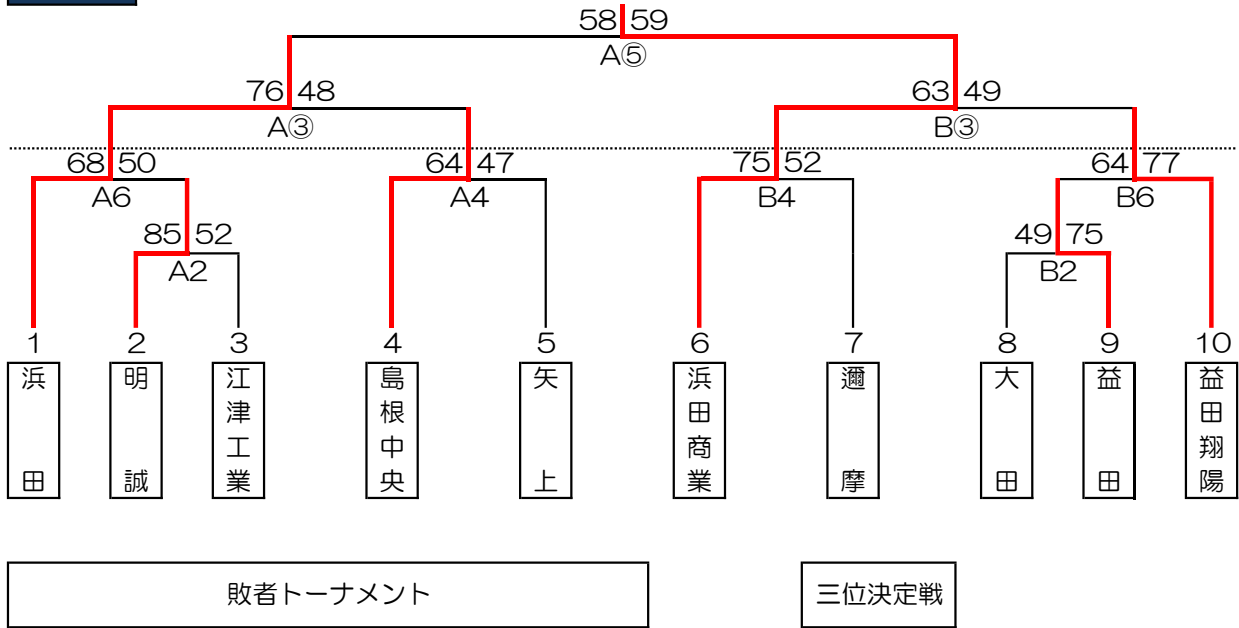 58 59
A⑤
76 48
63 49
A③
B③
68 50
64 47
75 52
64 77
A6
A4
B4
B6
85 52
49 75
A2
B2
1 2 3 4 5 6 7 8 9 10
浜田
明誠
江津工業
島根中央
矢上
浜田商業
邇摩
大田
益田
益田翔陽
敗者トーナメント
三位決定戦